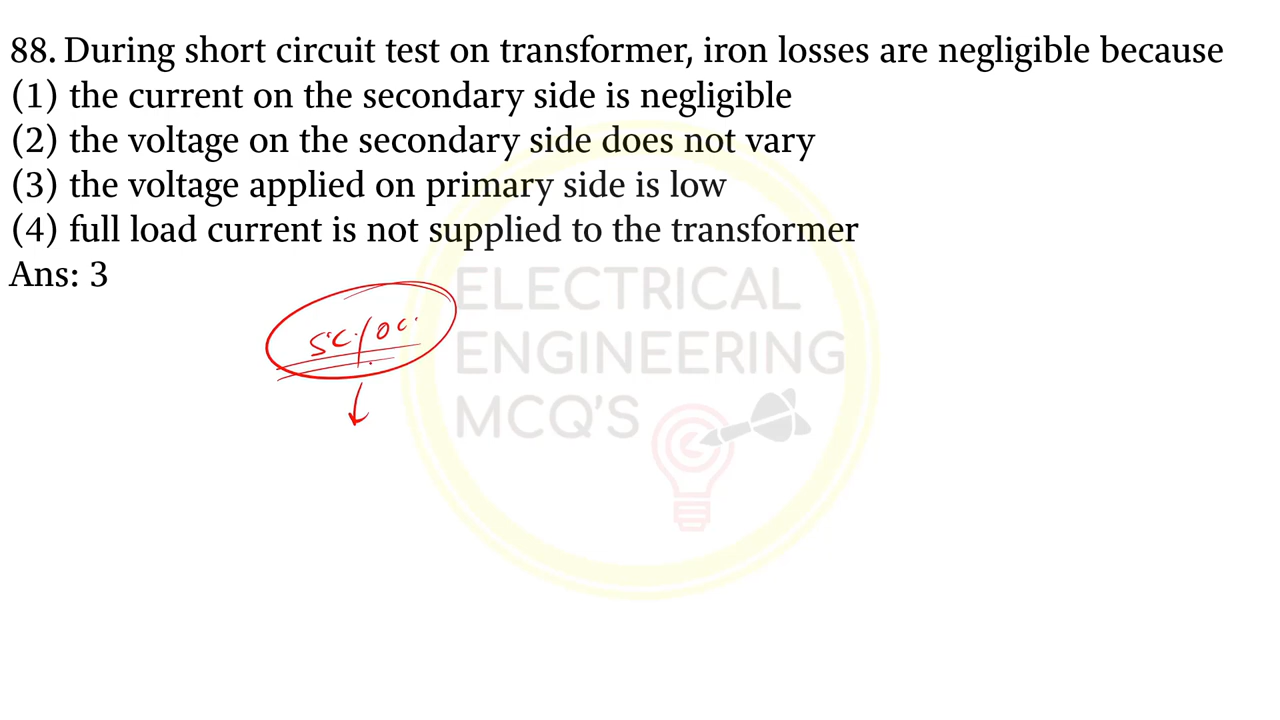 88. During short circuit test on transformer, iron losses are negligible because
(1) the current on the secondary side is negligible
(2) the voltage on the secondary side does not vary
(3) the voltage applied on primary side is low
(4) full load current is not supplied to the transformer
Ans: 3
S.C./O.C.
ELECTRICAL
ENGINEERING
MCQ'S